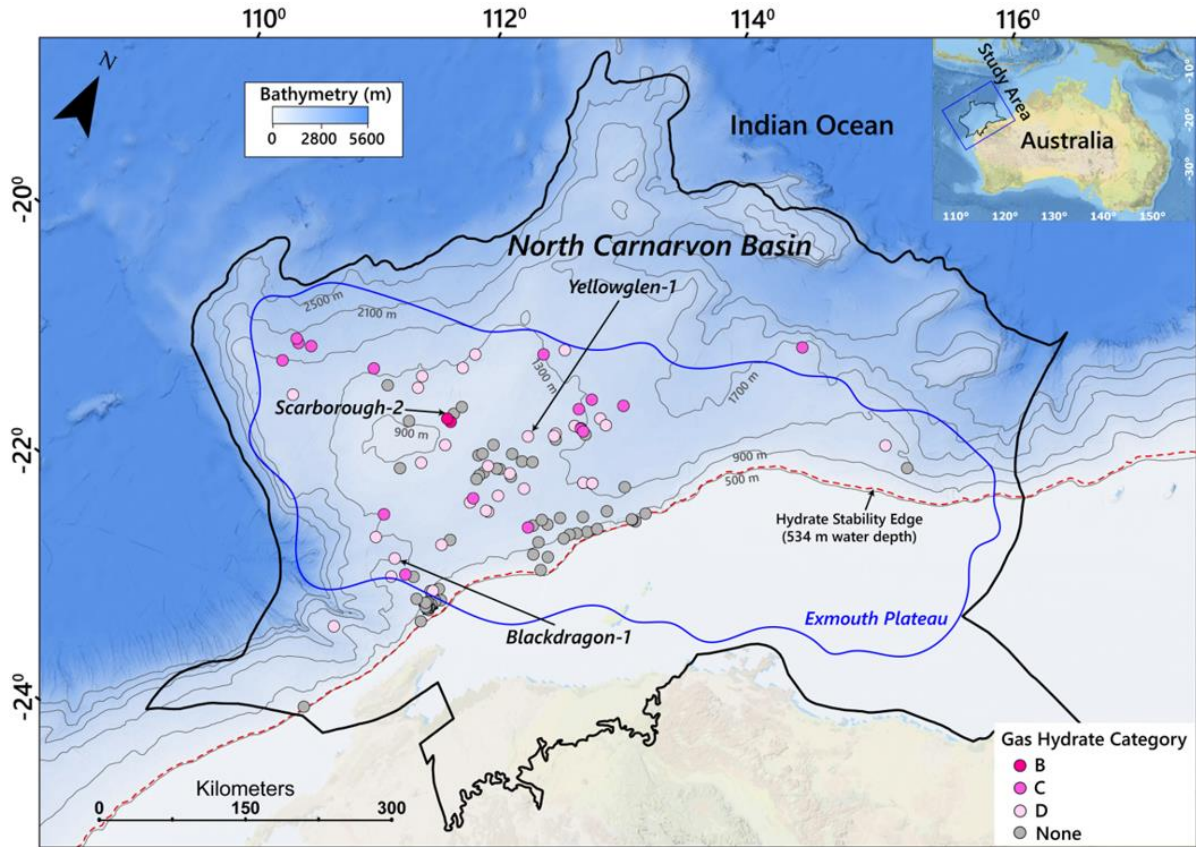 110⁰ 112⁰ 114⁰ 116⁰
N
Bathymetry (m)
0 2800 5600
Indian Ocean
Study Area
Australia
-10°
-20°
-30°
110° 120° 130° 140° 150°
-20⁰
-22⁰
-24⁰
North Carnarvon Basin
Yellowglen-1
2500 m
2100 m
1300 m
1700 m
Scarborough-2
900 m
900 m
500 m
Hydrate Stability Edge
(534 m water depth)
Exmouth Plateau
Blackdragon-1
Kilometers
0 150 300
Gas Hydrate Category
B
C
D
None